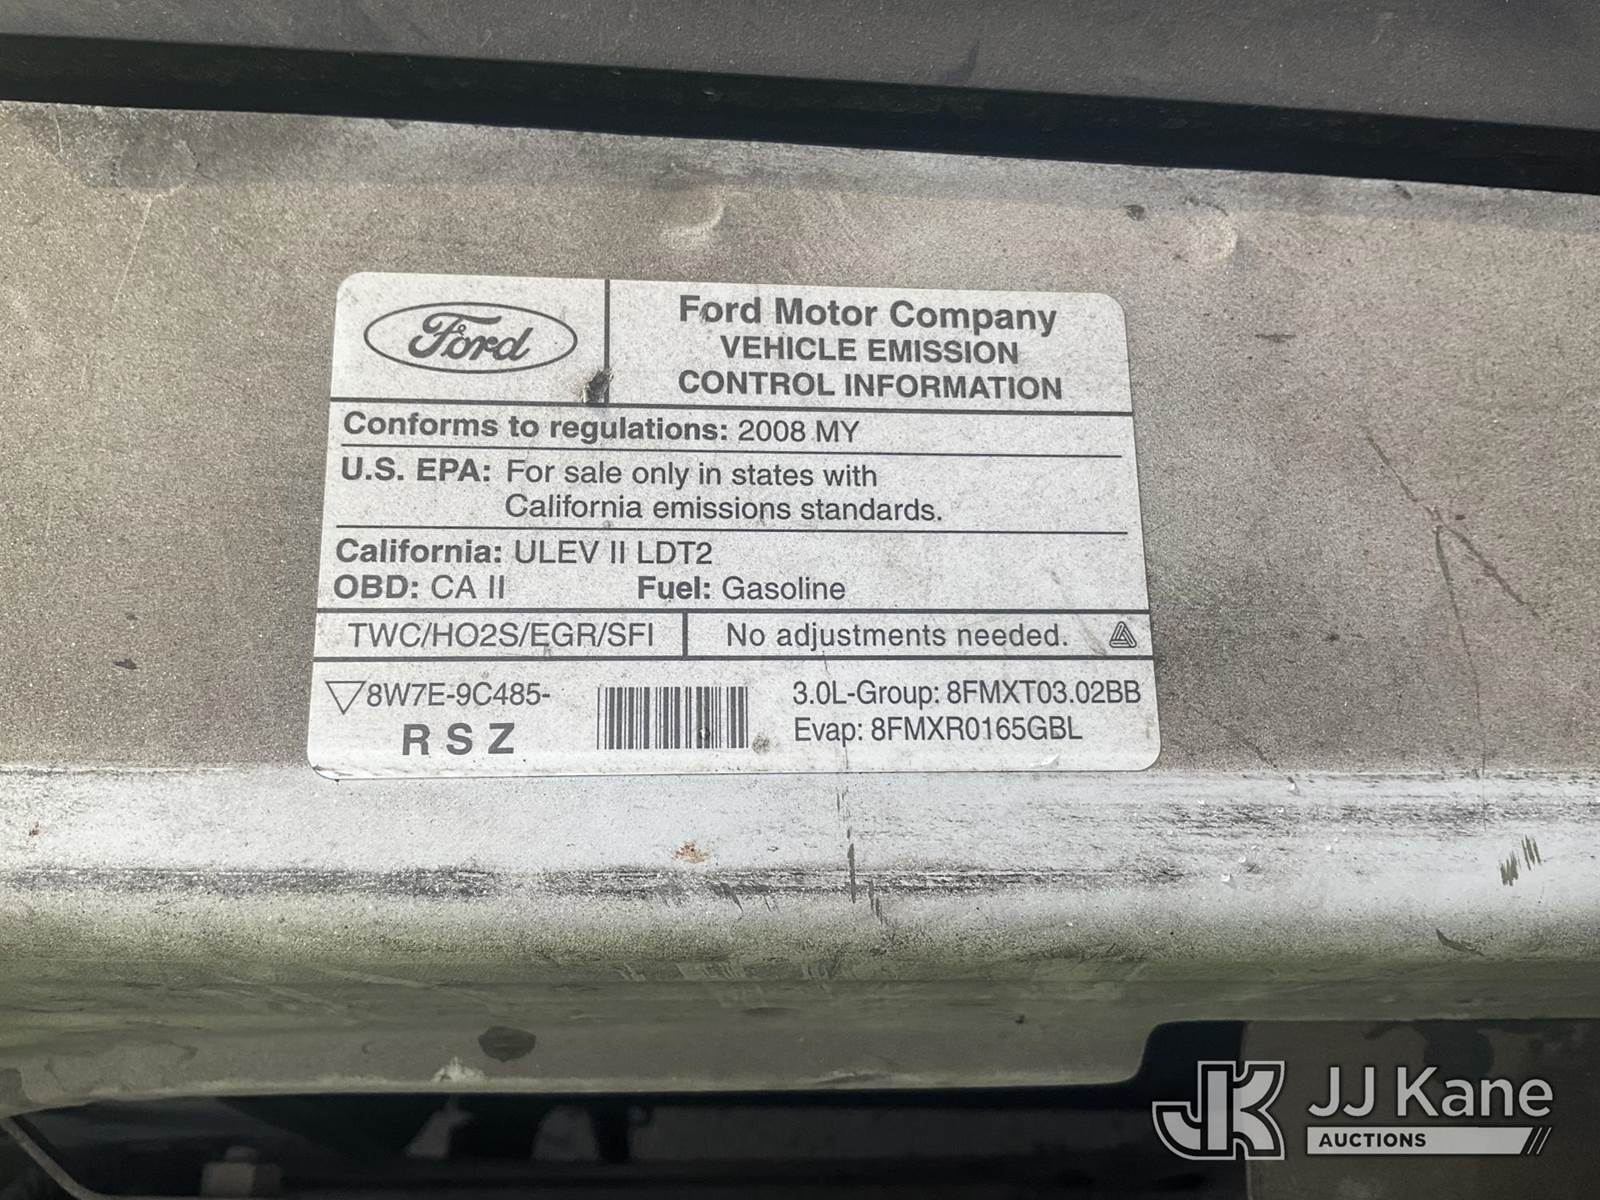 Ford
Ford Motor Company
VEHICLE EMISSION
CONTROL INFORMATION
Conforms to regulations: 2008 MY
U.S. EPA: For sale only in states with
California emissions standards.
California: ULEV II LDT2
OBD: CA II Fuel: Gasoline
TWC/HO2S/EGR/SFI No adjustments needed.
8W7E-9C485-
R S Z
3.0L-Group: 8FMXT03.02BB
Evap: 8FMXR0165GBL
JK JJ Kane
AUCTIONS